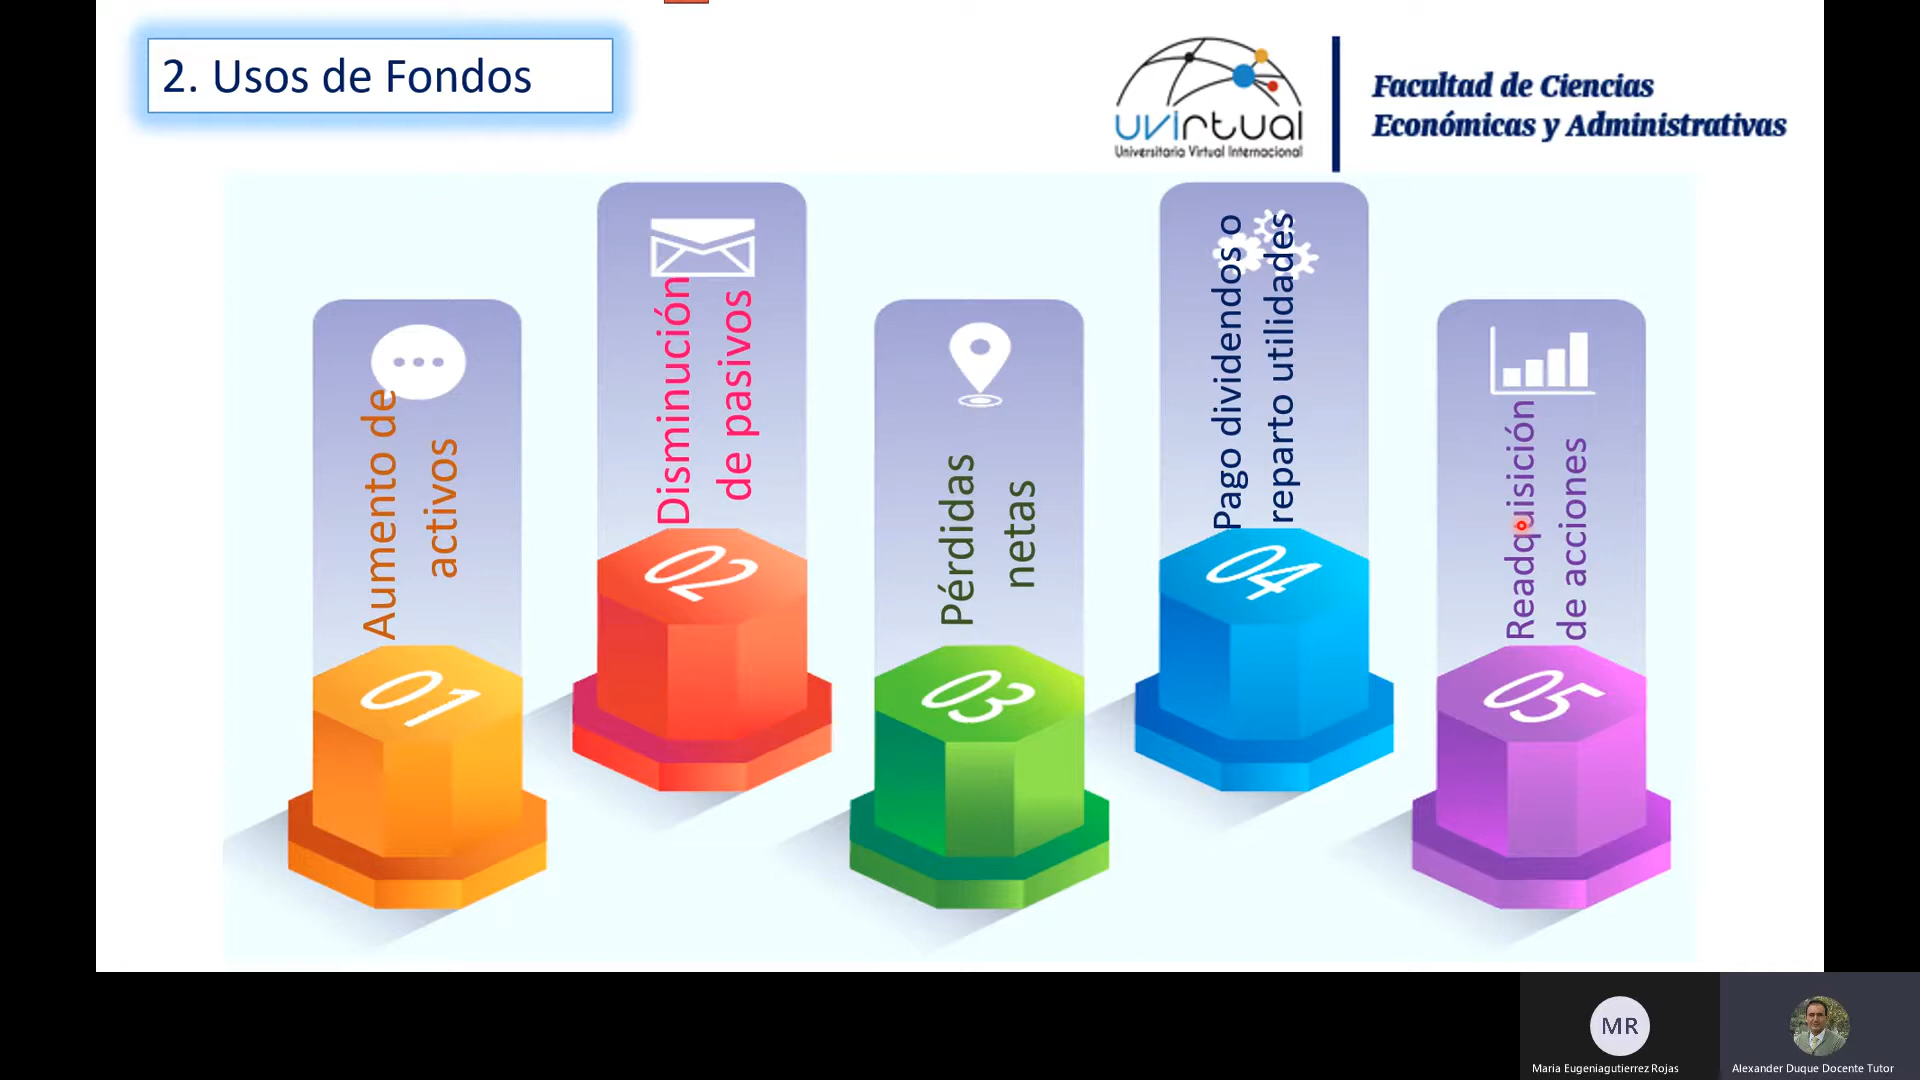 2. Usos de Fondos
uvirtual
Universitaria Virtual Internacional
Facultad de Ciencias
Económicas y Administrativas
Aumento de
activos
01
Disminución
de pasivos
02
Pérdidas
netas
03
Pago dividendos o
reparto utilidades
04
Readquisición
de acciones
05
MR
Maria Eugeniagutierrez Rojas
Alexander Duque Docente Tutor